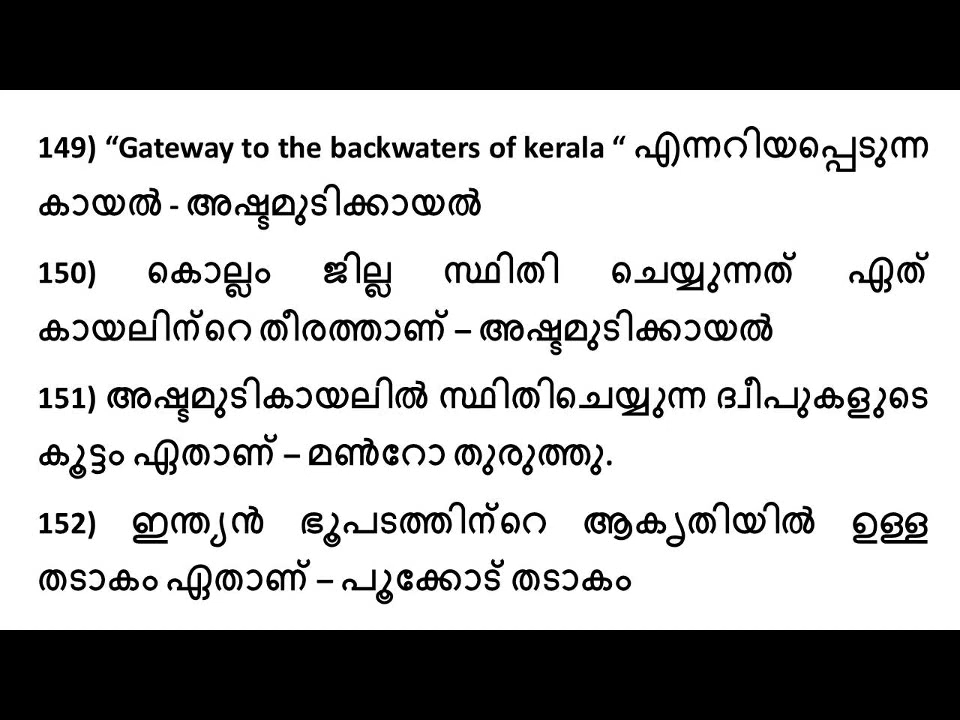 149) “Gateway to the backwaters of kerala “ എന്നറിയപ്പെടുന്ന
കായൽ - അഷ്ടമുടിക്കായൽ
150) കൊല്ലം ജില്ല സ്ഥിതി ചെയ്യുന്നത് ഏത്
കായലിന്റെ തീരത്താണ് – അഷ്ടമുടിക്കായൽ
151) അഷ്ടമുടികായലിൽ സ്ഥിതിചെയ്യുന്ന ദ്വീപുകളുടെ
കൂട്ടം ഏതാണ് – മൺറോ തുരുത്തു.
152) ഇന്ത്യൻ ഭൂപടത്തിന്റെ ആകൃതിയിൽ ഉള്ള
തടാകം ഏതാണ് – പൂക്കോട് തടാകം